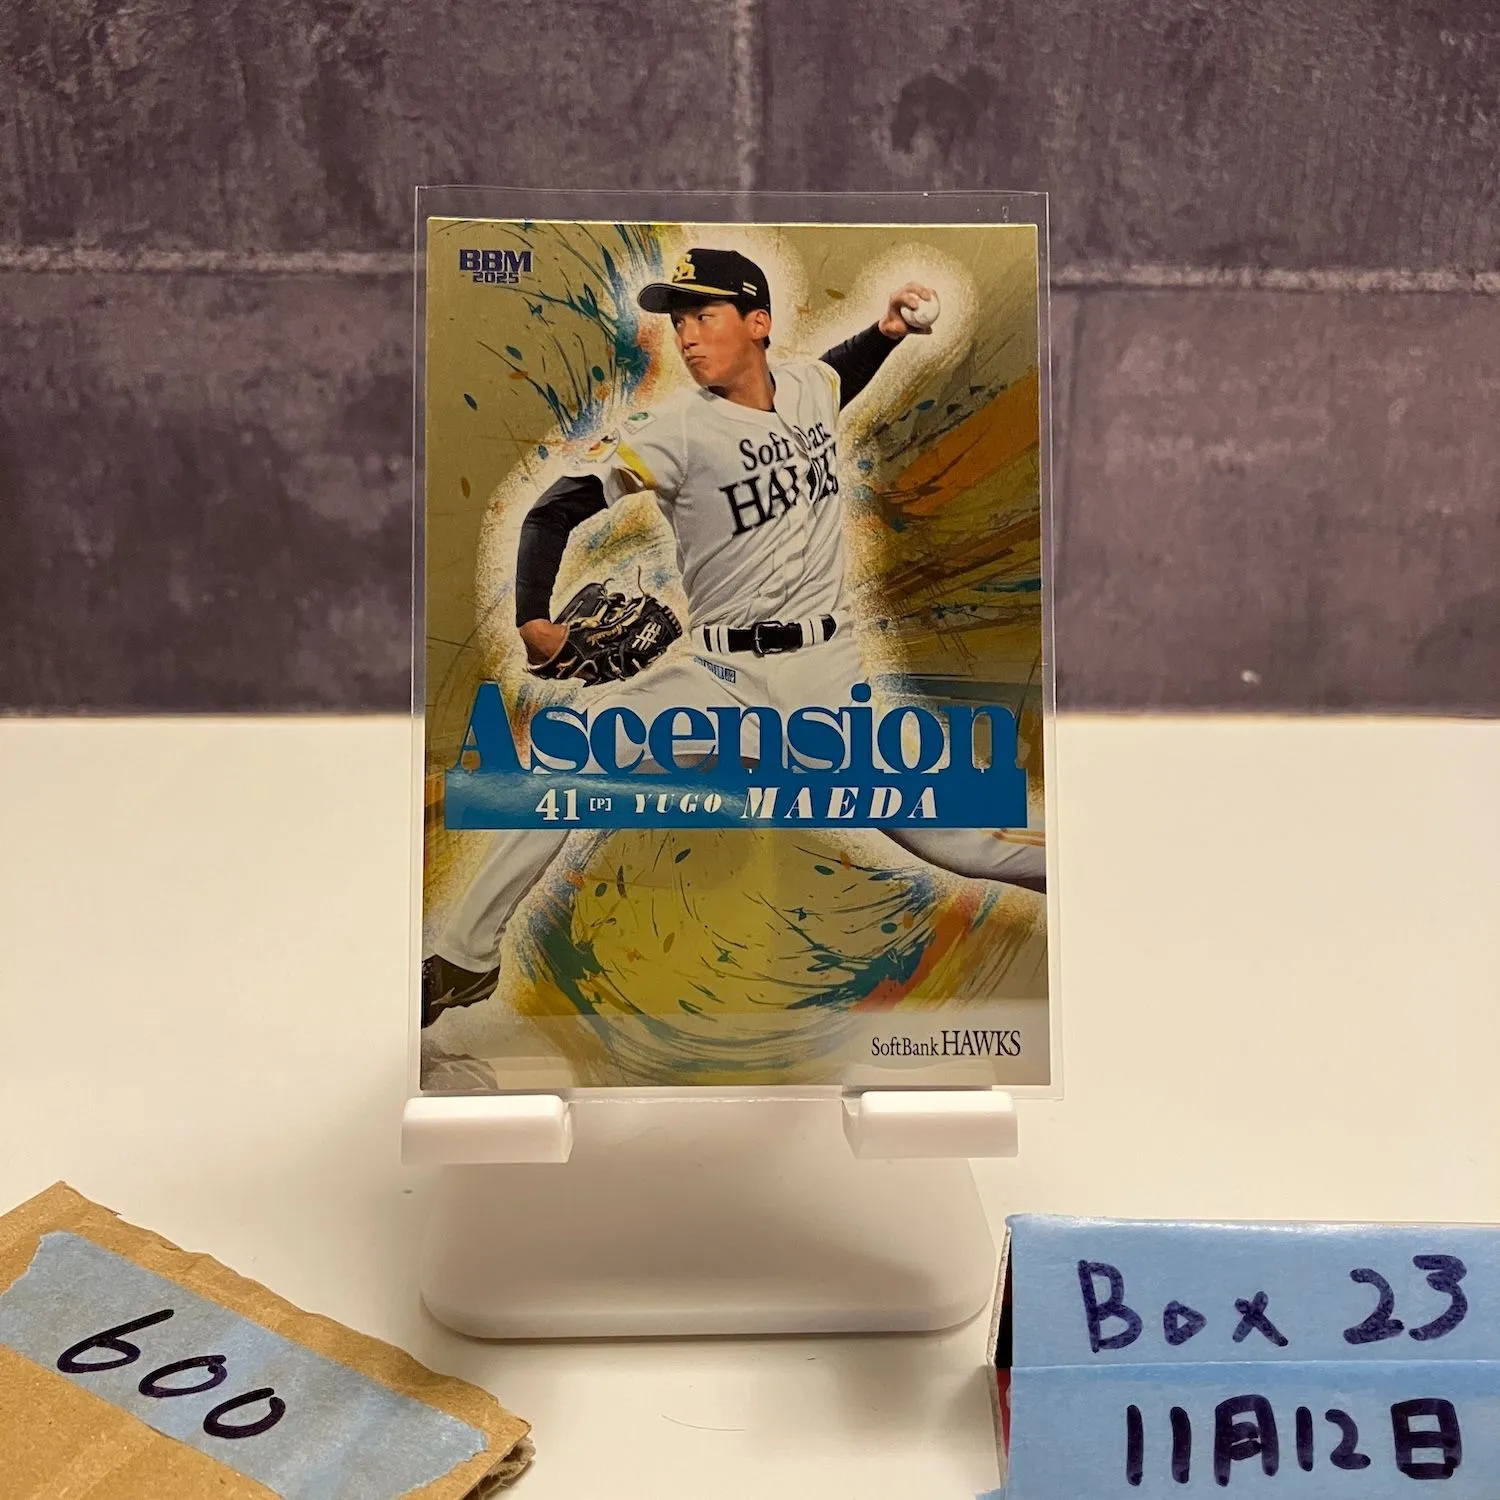 BBM
2025
SoftBank
HAWKS
Ascension
41 [P] YUGO MAEDA
SoftBank HAWKS
600
Box 23
11月12日